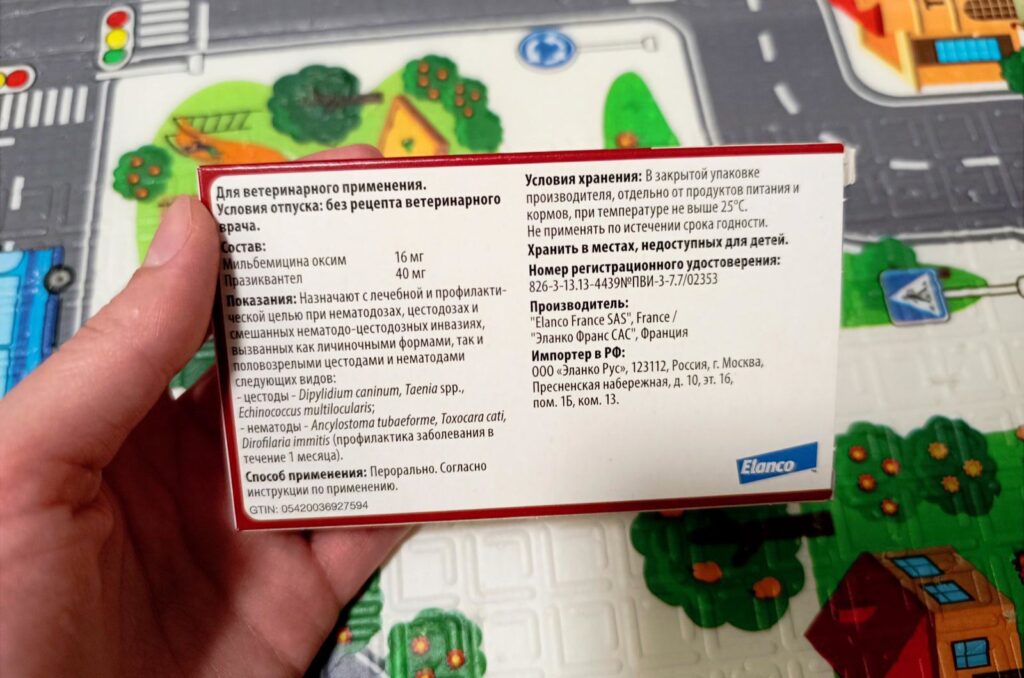 Для ветеринарного применения.
Условия отпуска: без рецепта ветеринарного
врача.
Состав:
Мильбемицина оксим 16 мг
Празиквантел 40 мг
Показания: Назначают с лечебной и профилакти-
ческой целью при нематодозах, цестодозах и
смешанных нематодо-цестодозных инвазиях,
вызванных как личиночными формами, так и
половозрелыми цестодами и нематодами
следующих видов:
- цестоды - Dipylidium caninum, Taenia spp.,
Echinococcus multilocularis;
- нематоды - Ancylostoma tubaeforme, Toxocara cati,
Dirofilaria immitis (профилактика заболевания в
течение 1 месяца).
Способ применения: Перорально. Согласно
инструкции по применению.
GTIN: 05420036927594
Условия хранения: В закрытой упаковке
производителя, отдельно от продуктов питания и
кормов, при температуре не выше 25°С.
Не применять по истечении срока годности.
Хранить в местах, недоступных для детей.
Номер регистрационного удостоверения:
826-3-13.13-4439№ПВИ-3-7.7/02353
Производитель:
"Elanco France SAS", France /
"Эланко Франс САС", Франция
Импортер в РФ:
ООО «Эланко Рус», 123112, Россия, г. Москва,
Пресненская набережная, д. 10, эт. 16,
пом. 1Б, ком. 13.
Elanco